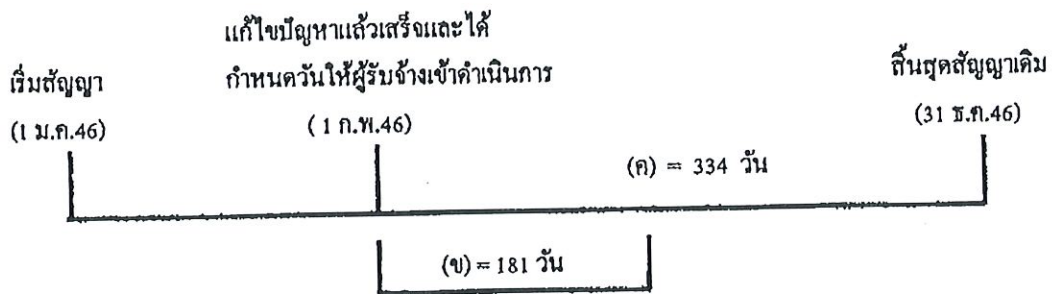 แก้ไขปัญหาแล้วเสร็จและได้
เริ่มสัญญา กำหนดวันให้ผู้รับจ้างเข้าดำเนินการ สิ้นสุดสัญญาเดิม
(1 ม.ค.46) ( 1 ก.พ.46) (31 ธ.ค.46)
(ค) = 334 วัน
(ข) = 181 วัน